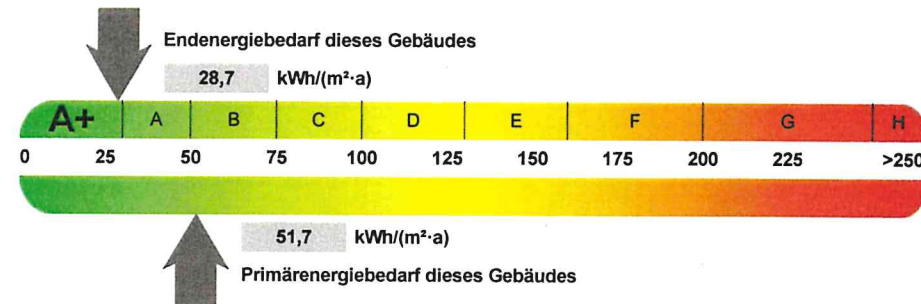 Endenergiebedarf dieses Gebäudes
28,7 kWh/(m²·a)
A+ A B C D E F G H
0 25 50 75 100 125 150 175 200 225 >250
51,7 kWh/(m²·a)
Primärenergiebedarf dieses Gebäudes